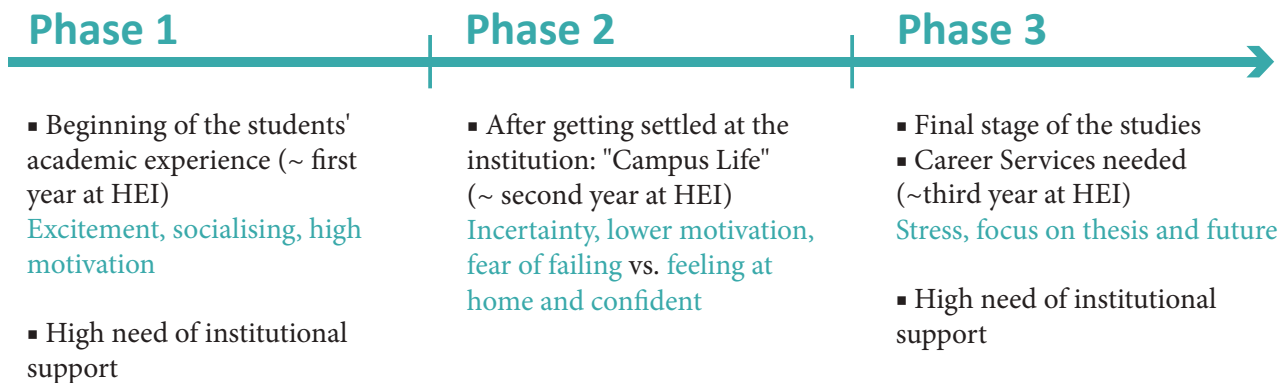 Phase 1
▪ Beginning of the students'
academic experience (~ first
year at HEI)
Excitement, socialising, high
motivation
▪ High need of institutional
support
Phase 2
▪ After getting settled at the
institution: "Campus Life"
(~ second year at HEI)
Incertainty, lower motivation,
fear of failing vs. feeling at
home and confident
Phase 3
▪ Final stage of the studies
▪ Career Services needed
(~third year at HEI)
Stress, focus on thesis and future
▪ High need of institutional
support